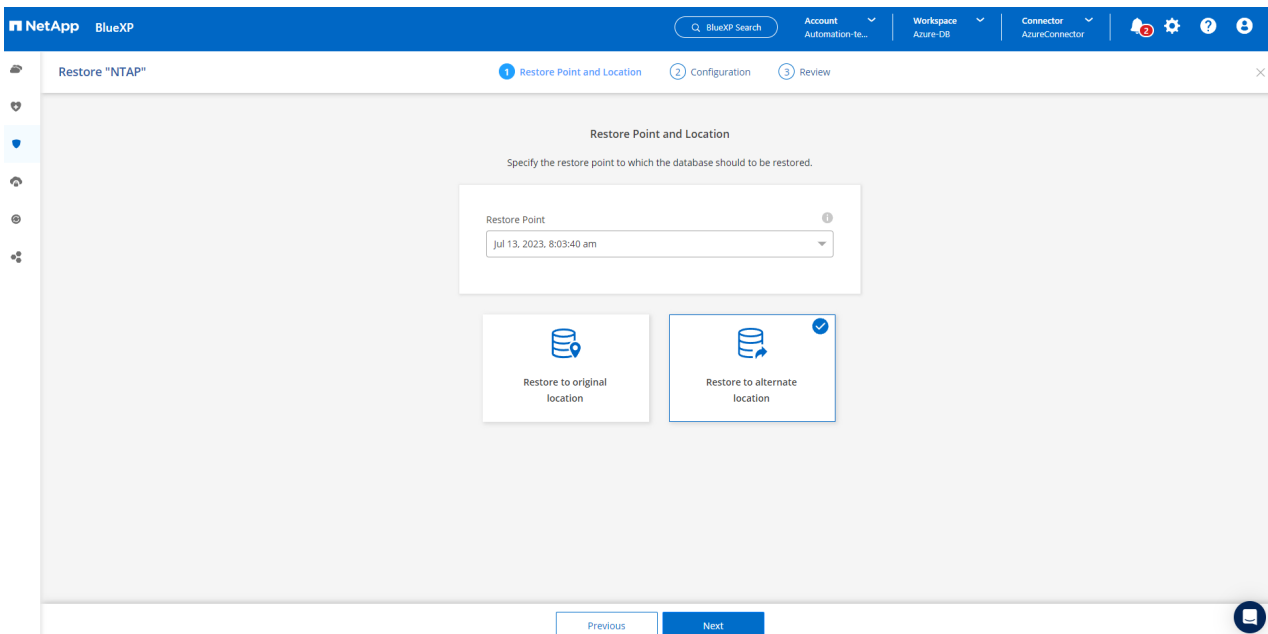 NetApp BlueXP
BlueXP Search
Account
Automation-te...
Workspace
Azure-DB
Connector
AzureConnector
2
Restore "NTAP"
1 Restore Point and Location
2 Configuration
3 Review
Restore Point and Location
Specify the restore point to which the database should to be restored.
Restore Point
Jul 13, 2023, 8:03:40 am
Restore to original
location
Restore to alternate
location
Previous
Next